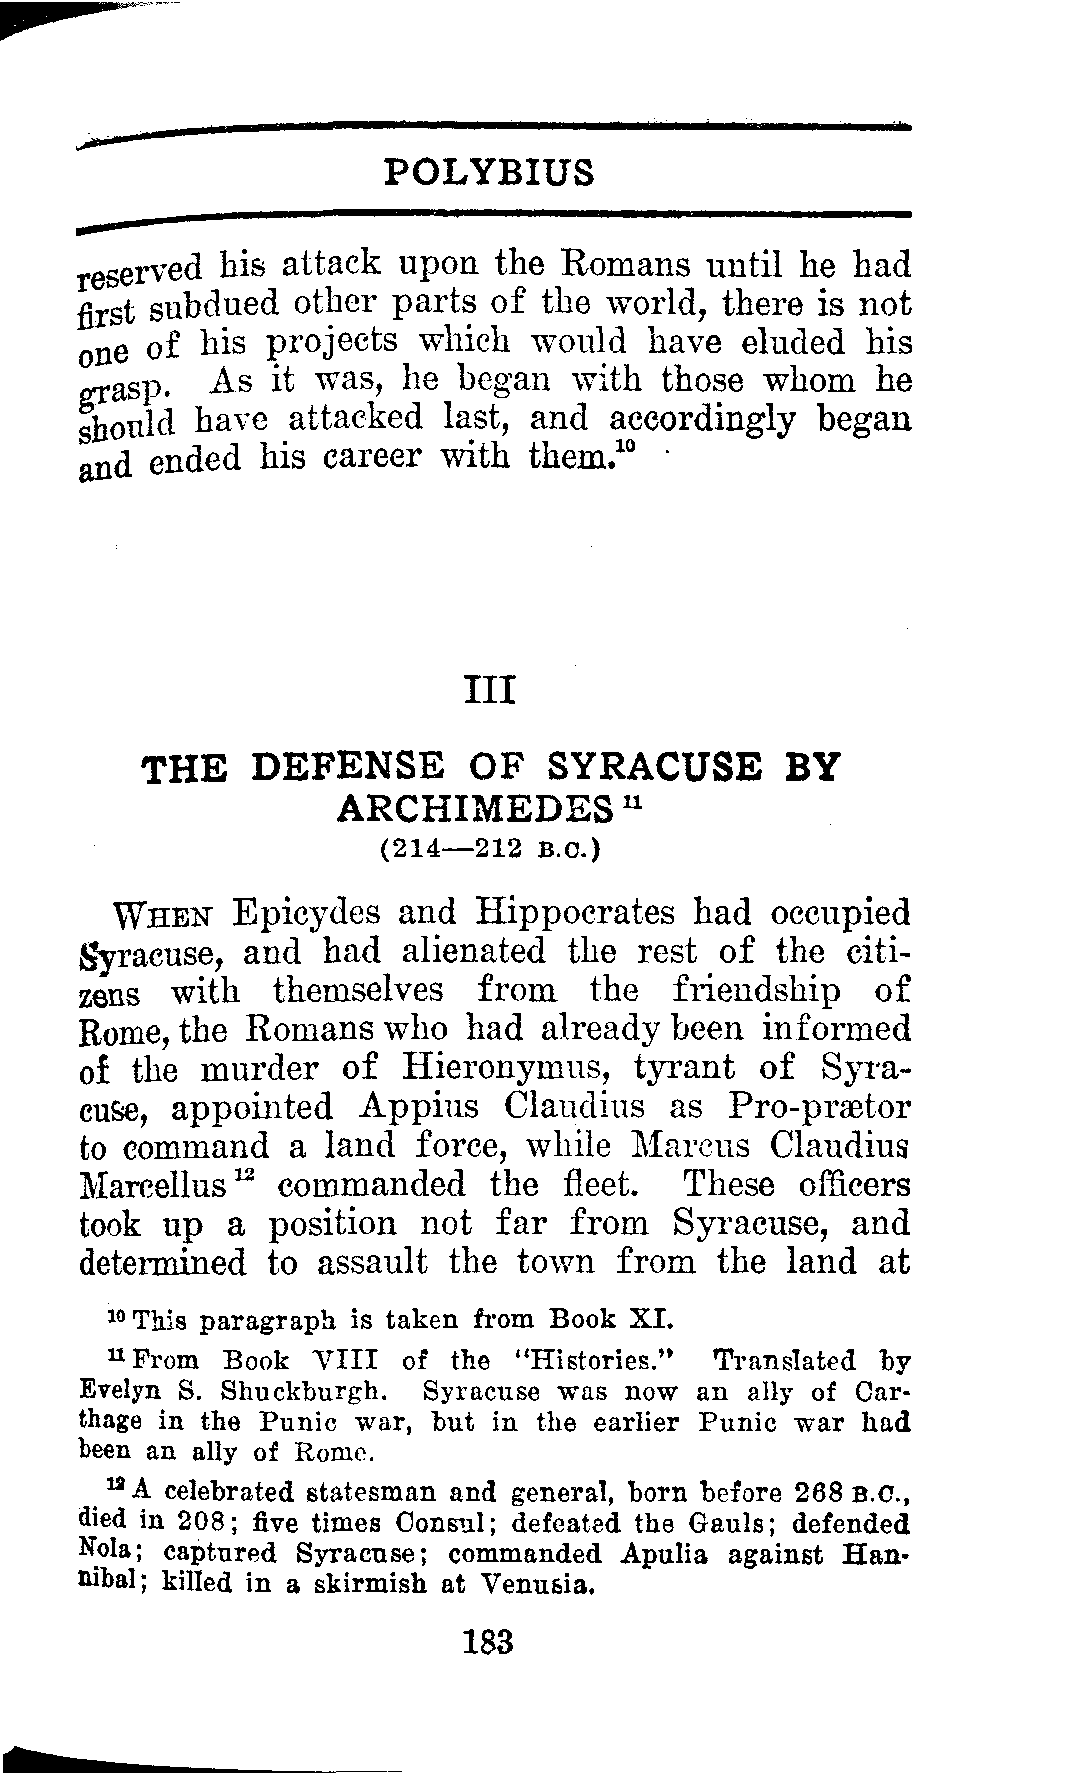 POLYBIUS
reserved his attack upon the Romans until he had
first subdued other parts of the world, there is not
one of his projects which would have eluded his
grasp. As it was, he began with those whom he
should have attacked last, and accordingly began
and ended his career with them.¹⁰
III
THE DEFENSE OF SYRACUSE BY
ARCHIMEDES ¹¹
(214—212 B.C.)
WHEN Epicydes and Hippocrates had occupied
Syracuse, and had alienated the rest of the citi-
zens with themselves from the friendship of
Rome, the Romans who had already been informed
of the murder of Hieronymus, tyrant of Syra-
cuse, appointed Appius Claudius as Pro-prætor
to command a land force, while Marcus Claudius
Marcellus ¹² commanded the fleet. These officers
took up a position not far from Syracuse, and
determined to assault the town from the land at
¹⁰ This paragraph is taken from Book XI.
¹¹ From Book VIII of the "Histories." Translated by
Evelyn S. Shuckburgh. Syracuse was now an ally of Car-
thage in the Punic war, but in the earlier Punic war had
been an ally of Rome.
¹² A celebrated statesman and general, born before 268 B.C.,
died in 208; five times Consul; defeated the Gauls; defended
Nola; captured Syracuse; commanded Apulia against Han-
nibal; killed in a skirmish at Venusia.
183